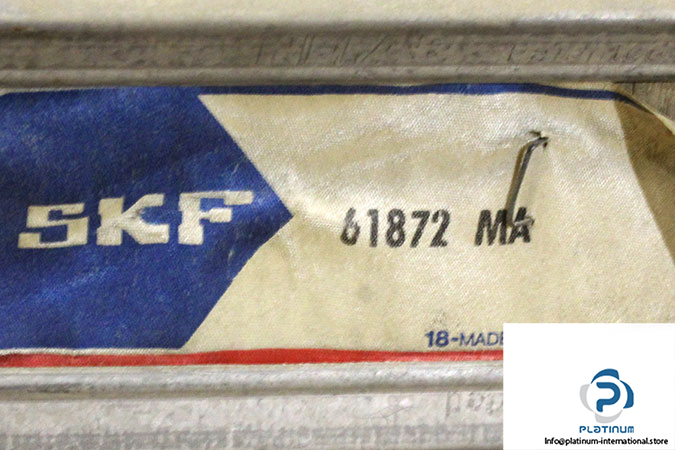 SKF
61872 MA
18-MADE
PLATINUM
Info@platinum-international.store